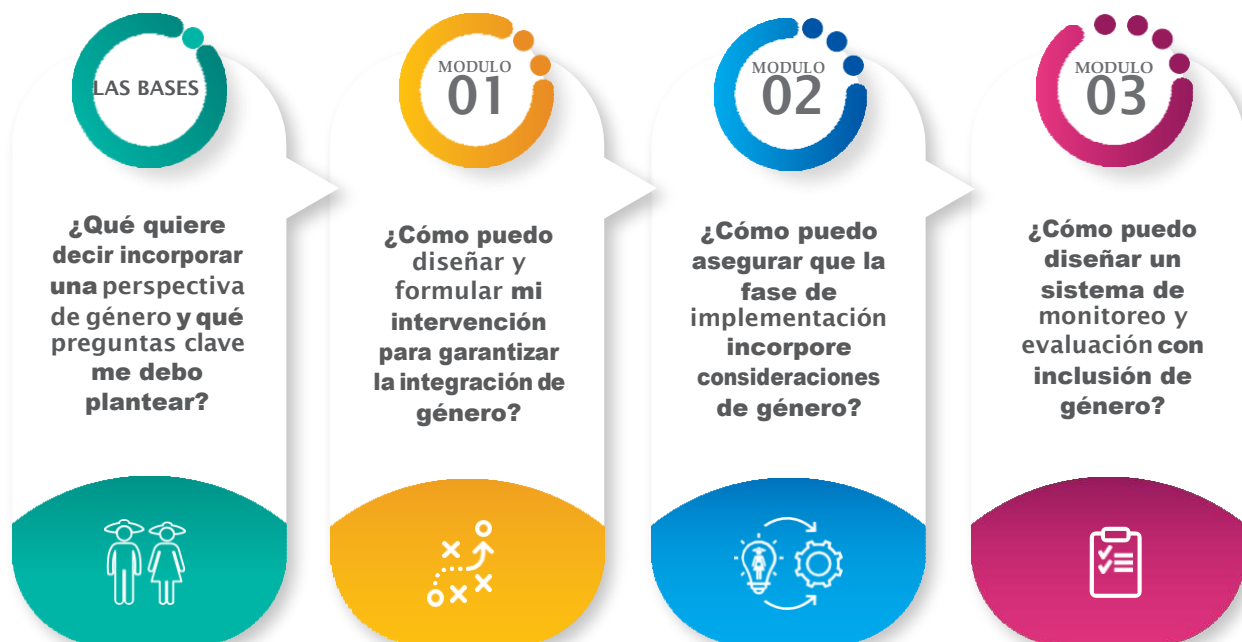 LAS BASES
¿Qué quiere
decir incorporar
una perspectiva
de género y qué
preguntas clave
me debo
plantear?
MODULO
01
¿Cómo puedo
diseñar y
formular mi
intervención
para garantizar
la integración de
género?
MODULO
02
¿Cómo puedo
asegurar que la
fase de
implementación
incorpore
consideraciones
de género?
MODULO
03
¿Cómo puedo
diseñar un
sistema de
monitoreo y
evaluación con
inclusión de
género?